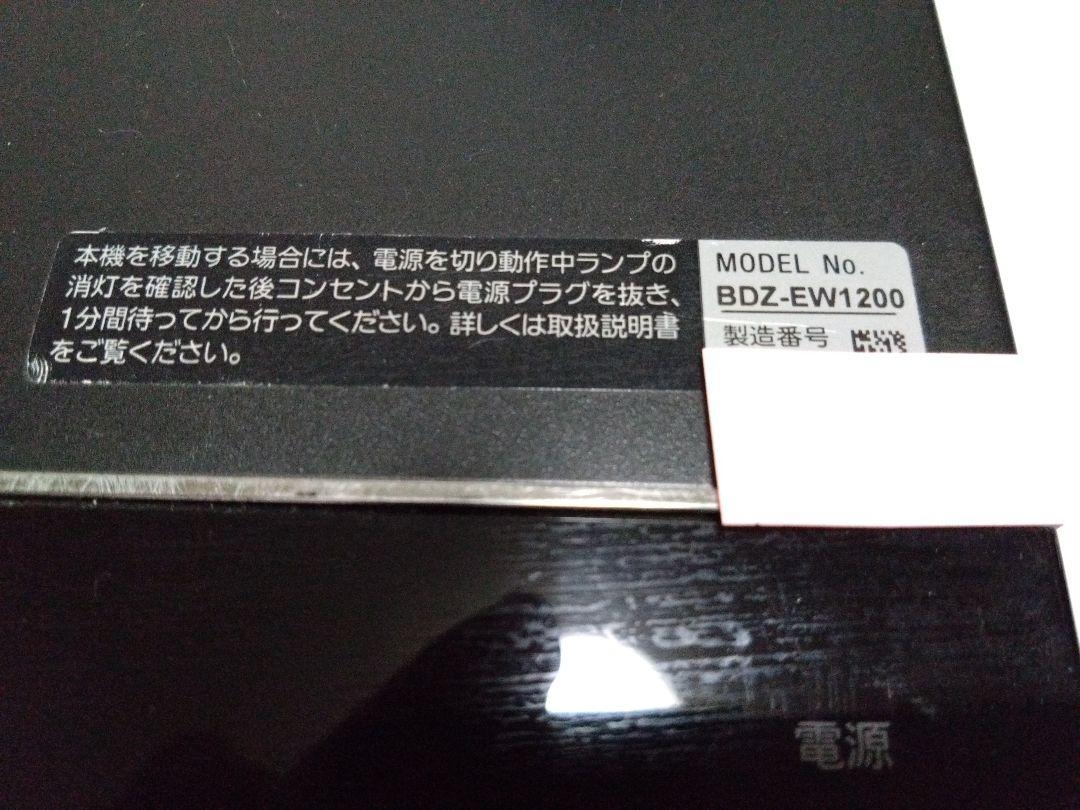 本機を移動する場合には、電源を切り動作中ランプの
消灯を確認した後コンセントから電源プラグを抜き、
1分間待ってから行ってください。詳しくは取扱説明書
をご覧ください。
MODEL No.
BDZ-EW1200
製造番号
電源